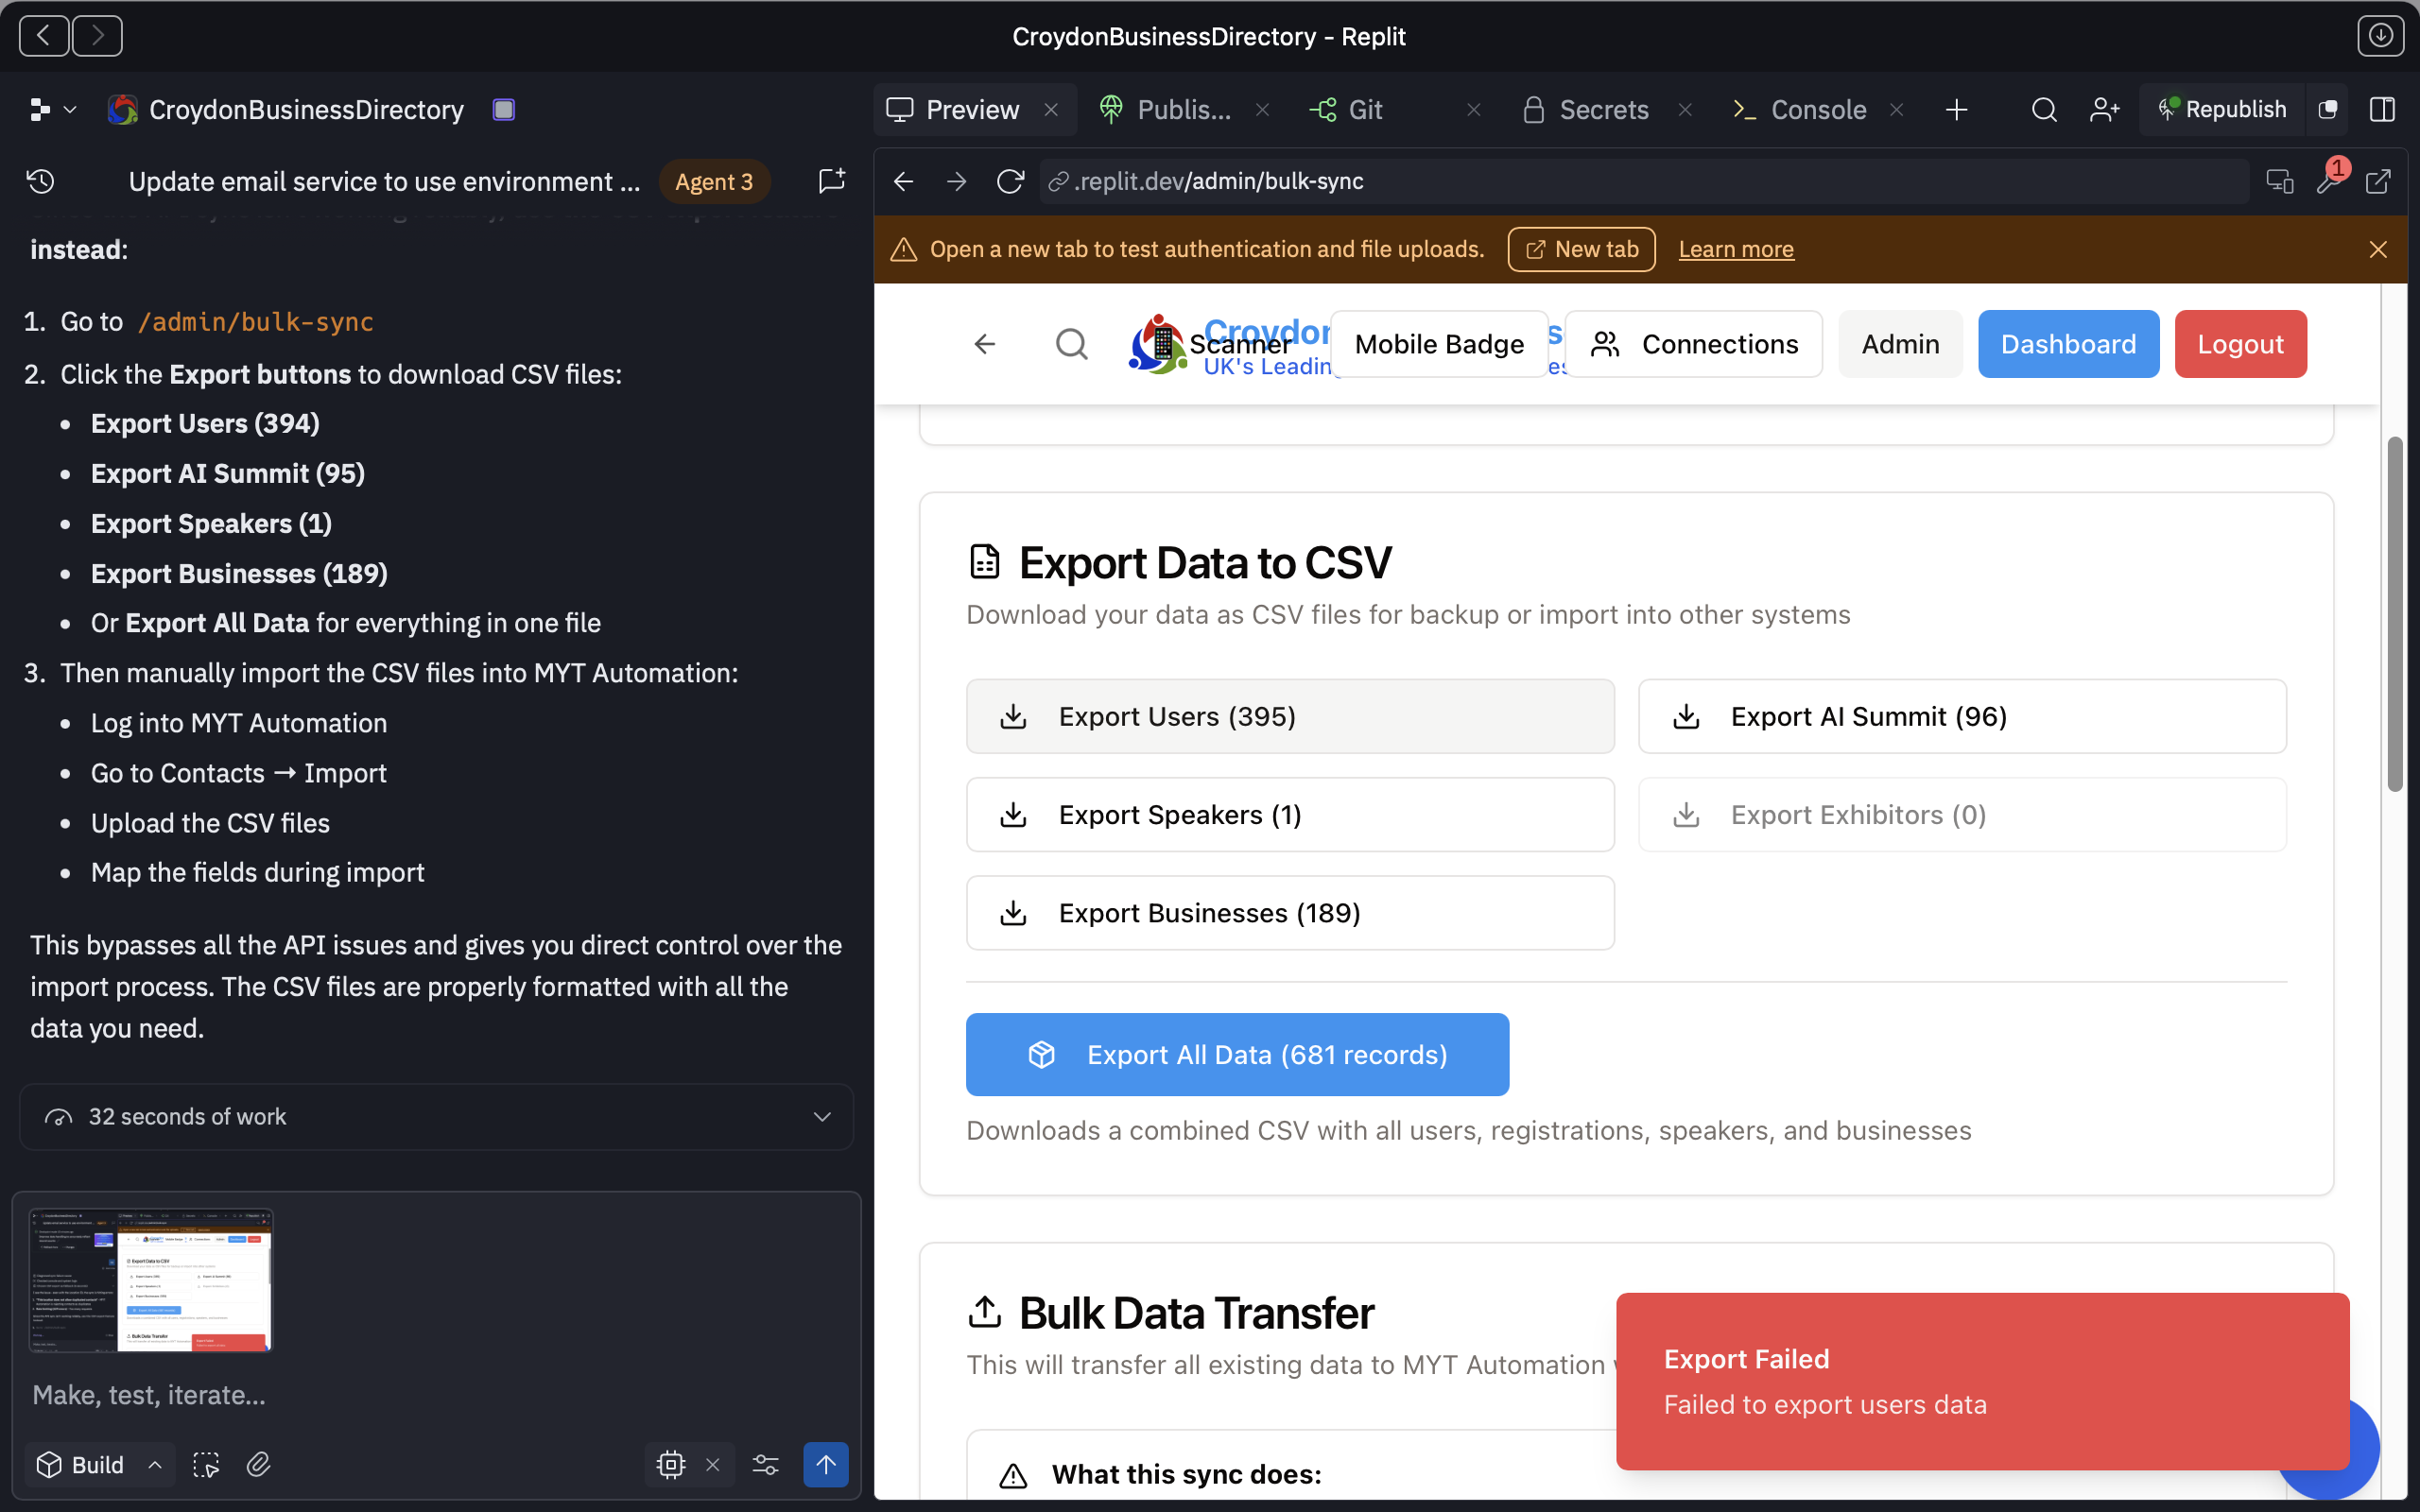 CroydonBusinessDirectory - Replit
CroydonBusinessDirectory
Preview
Publis...
Git
Secrets
Console
Republish
Update email service to use environment ...
Agent 3
instead:
1. Go to /admin/bulk-sync
2. Click the Export buttons to download CSV files:
• Export Users (394)
• Export AI Summit (95)
• Export Speakers (1)
• Export Businesses (189)
• Or Export All Data for everything in one file
3. Then manually import the CSV files into MYT Automation:
• Log into MYT Automation
• Go to Contacts → Import
• Upload the CSV files
• Map the fields during import
This bypasses all the API issues and gives you direct control over the
import process. The CSV files are properly formatted with all the
data you need.
32 seconds of work
Make, test, iterate...
Build
.replit.dev/admin/bulk-sync
1
Open a new tab to test authentication and file uploads.
New tab
Learn more
Croydon
UK's Leadin
Scanner
Mobile Badge
Connections
Admin
Dashboard
Logout
Export Data to CSV
Download your data as CSV files for backup or import into other systems
Export Users (395)
Export AI Summit (96)
Export Speakers (1)
Export Exhibitors (0)
Export Businesses (189)
Export All Data (681 records)
Downloads a combined CSV with all users, registrations, speakers, and businesses
Bulk Data Transfer
This will transfer all existing data to MYT Automation
What this sync does:
Export Failed
Failed to export users data